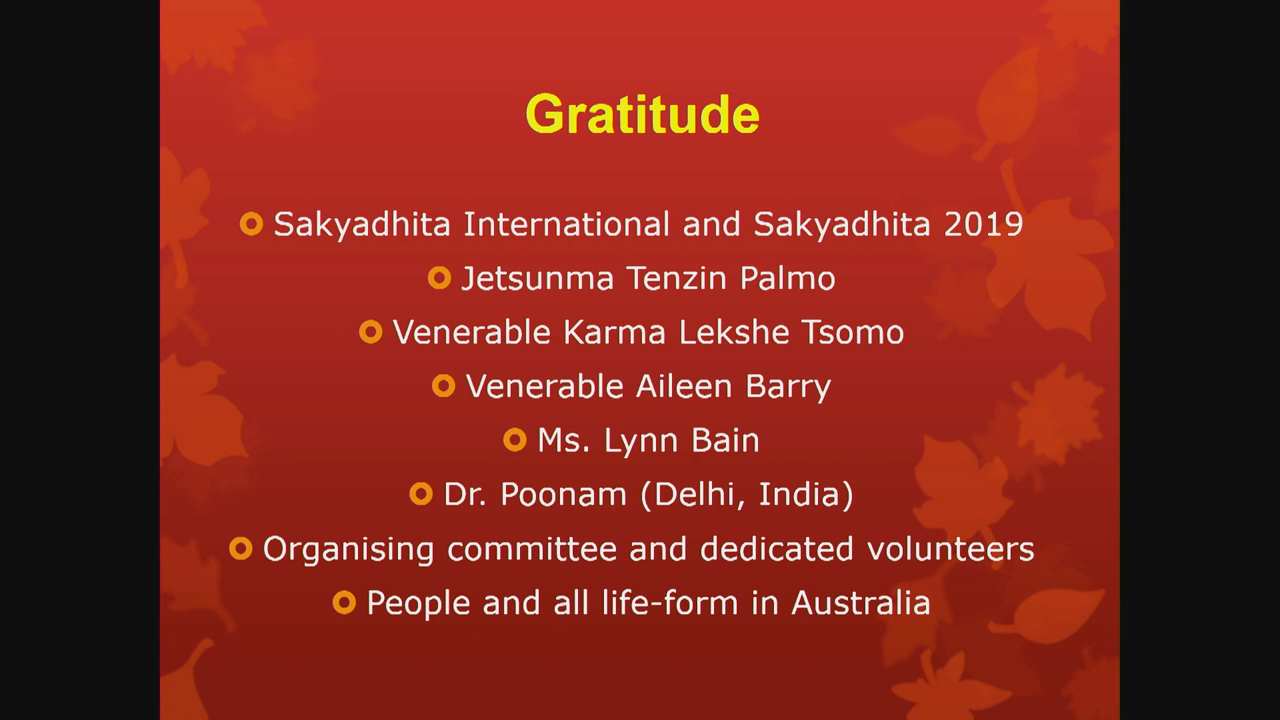 Gratitude
Sakyadhita International and Sakyadhita 2019
Jetsunma Tenzin Palmo
Venerable Karma Lekshe Tsomo
Venerable Aileen Barry
Ms. Lynn Bain
Dr. Poonam (Delhi, India)
Organising committee and dedicated volunteers
People and all life-form in Australia